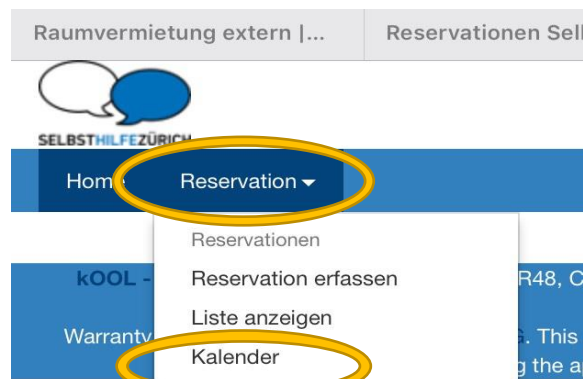 Raumvermietung extern |... Reservationen Sel
SELBSTHILFEZÜRICH
Home Reservation
Reservationen
kOOL - Reservation erfassen R48, C
Liste anzeigen
Warranty . This
Kalender g the a